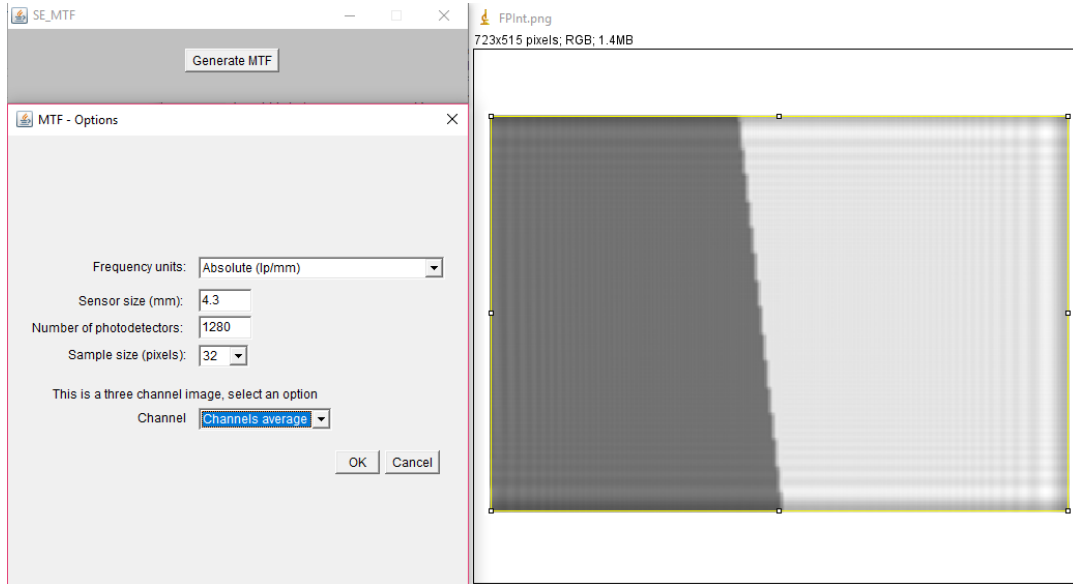 SE_MTF
Generate MTF
MTF - Options
Frequency units: Absolute (lp/mm)
Sensor size (mm): 4.3
Number of photodetectors: 1280
Sample size (pixels): 32
This is a three channel image, select an option
Channel Channels average
OK Cancel
FPInt.png
723x515 pixels; RGB; 1.4MB